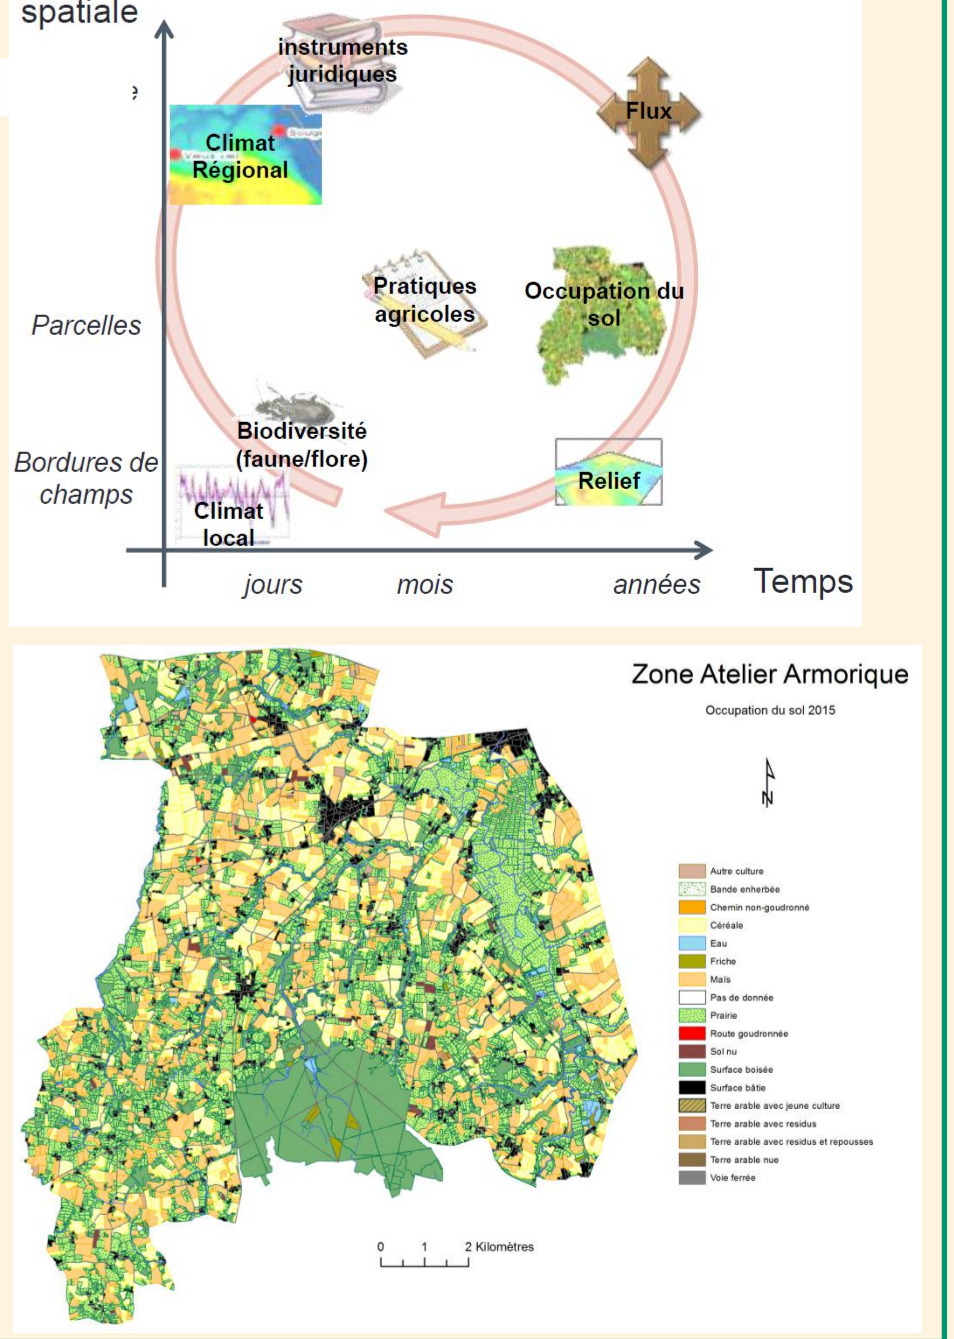 spatiale
instruments
juridiques
Flux
Climat
Régional
Pratiques
agricoles
Occupation du
sol
Parcelles
Biodiversité
(faune/flore)
Bordures de
champs
Relief
Climat
local
jours
mois
années
Temps
Zone Atelier Armorique
Occupation du sol 2015
N
Autre culture
Bande enherbée
Chemin non-goudronné
Céréale
Eau
Friche
Maïs
Pas de donnée
Prairie
Route goudronnée
Sol nu
Surface boisée
Surface bâtie
Terre arable avec jeune culture
Terre arable avec residus
Terre arable avec residus et repousses
Terre arable nue
Voie ferrée
0 1 2 Kilomètres